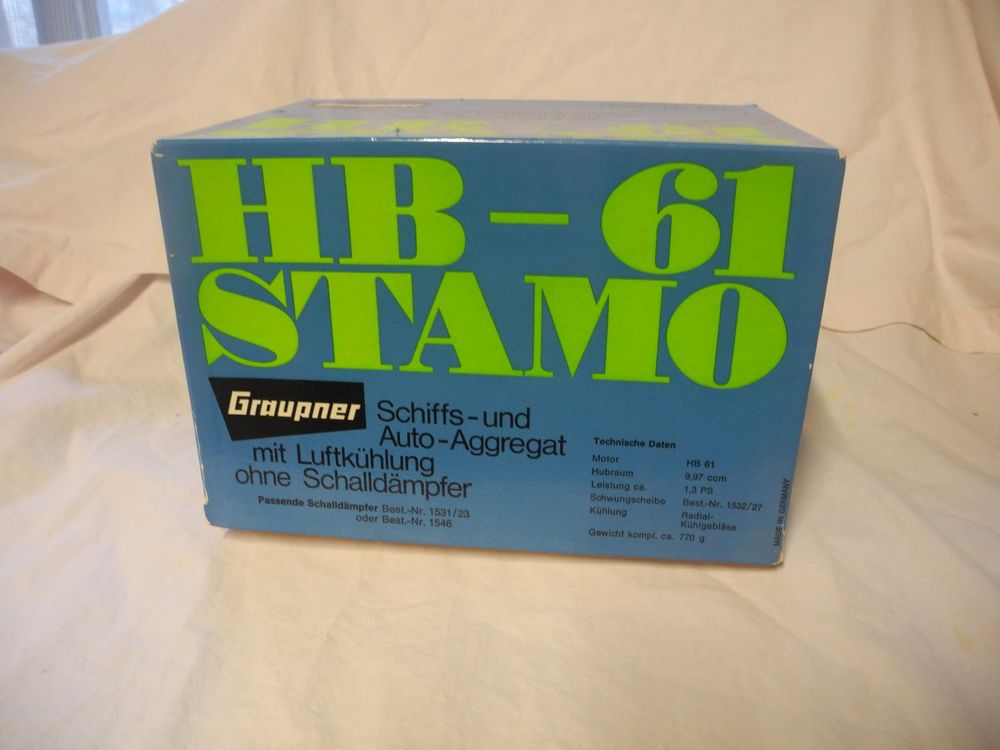 HB-61
STAMO
Graupner
Schiffs-und
Auto-Aggregat
mit Luftkühlung
ohne Schalldämpfer
Passende Schalldämpfer Best.-Nr. 1531/23
oder Best.-Nr. 1546
Technische Daten
Motor HB 61
Hubraum 9,97 ccm
Leistung ca. 1,3 PS
Schwungscheibe Best.-Nr. 1532/27
Kühlung Radial-
Kühlgebläse
Gewicht kompl. ca. 770 g
MADE IN GERMANY